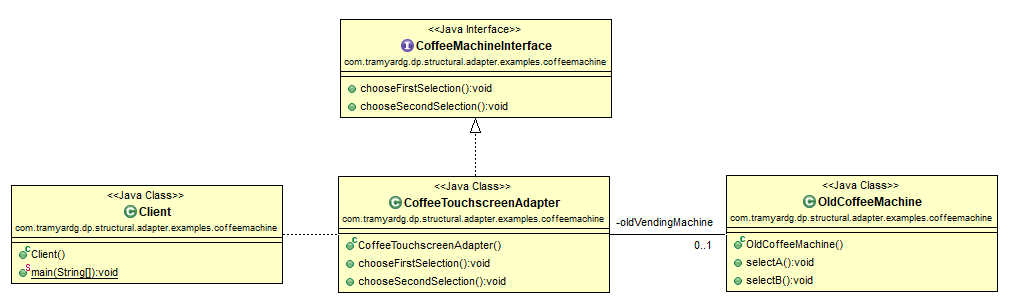 <<Java Interface>>
I CoffeeMachineInterface
com.tramyardg.dp.structural.adapter.examples.coffeemachine
chooseFirstSelection():void
chooseSecondSelection():void
<<Java Class>>
C Client
com.tramyardg.dp.structural.adapter.examples.coffeemachine
C Client()
S main(String[]):void
<<Java Class>>
C CoffeeTouchscreenAdapter
com.tramyardg.dp.structural.adapter.examples.coffeemachine
C CoffeeTouchscreenAdapter()
chooseFirstSelection():void
chooseSecondSelection():void
-oldVendingMachine
0..1
<<Java Class>>
C OldCoffeeMachine
com.tramyardg.dp.structural.adapter.examples.coffeemachine
C OldCoffeeMachine()
selectA():void
selectB():void